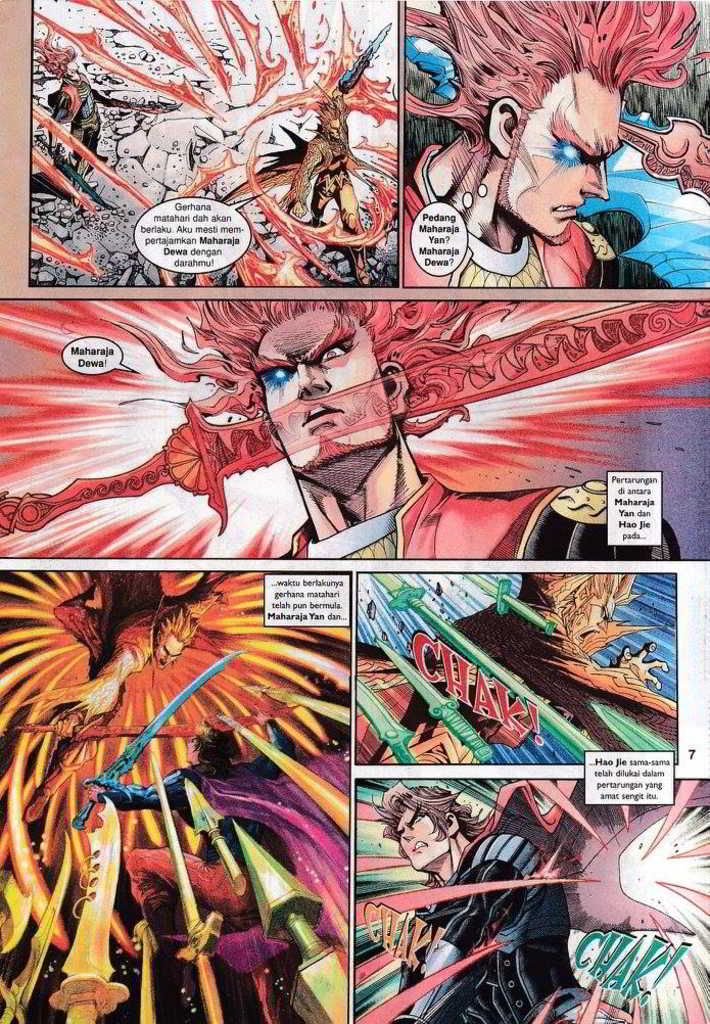 Gerhana
matahari dah akan
berlaku. Aku mesti mem-
pertajamkan Maharaja
Dewa dengan
darahmu!
Pedang
Maharaja
Yan?
Maharaja
Dewa?
Maharaja
Dewa!
Pertarungan
di antara
Maharaja
Yan dan
Hao Jie
pada...
...waktu berlakunya
gerhana matahari
telah pun bermula.
Maharaja Yan dan...
CHAK!
7
...Hao Jie sama-sama
telah dilukai dalam
pertarungan yang
amat sengit itu.
CHAK!
CHAK!